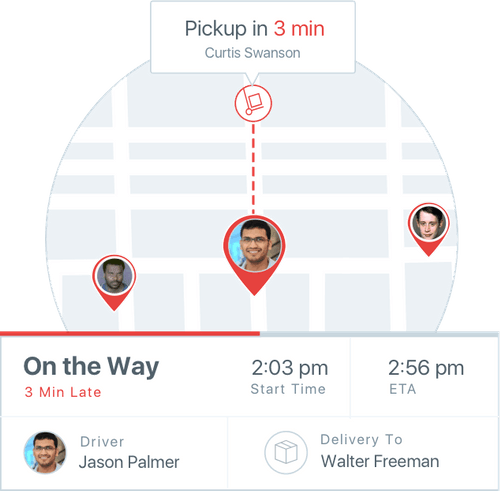 Pickup in 3 min
Curtis Swanson
On the Way
3 Min Late
2:03 pm
Start Time
2:56 pm
ETA
Driver
Jason Palmer
Delivery To
Walter Freeman